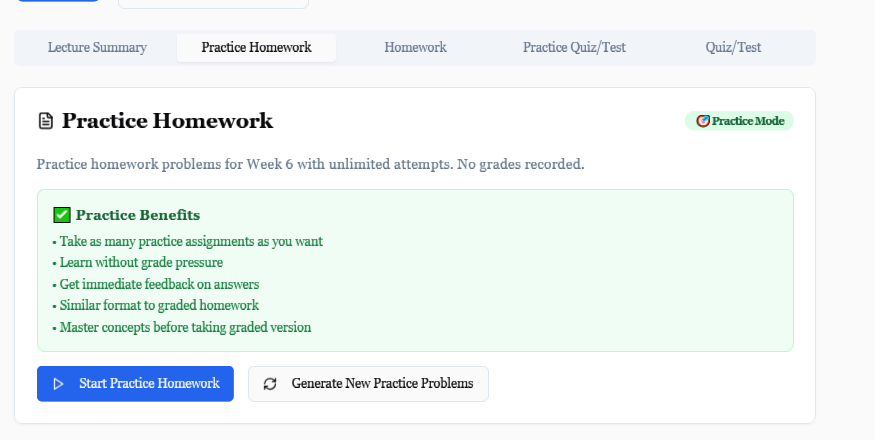 Lecture Summary
Practice Homework
Homework
Practice Quiz/Test
Quiz/Test
Practice Homework
Practice Mode
Practice homework problems for Week 6 with unlimited attempts. No grades recorded.
Practice Benefits
• Take as many practice assignments as you want
• Learn without grade pressure
• Get immediate feedback on answers
• Similar format to graded homework
• Master concepts before taking graded version
Start Practice Homework
Generate New Practice Problems